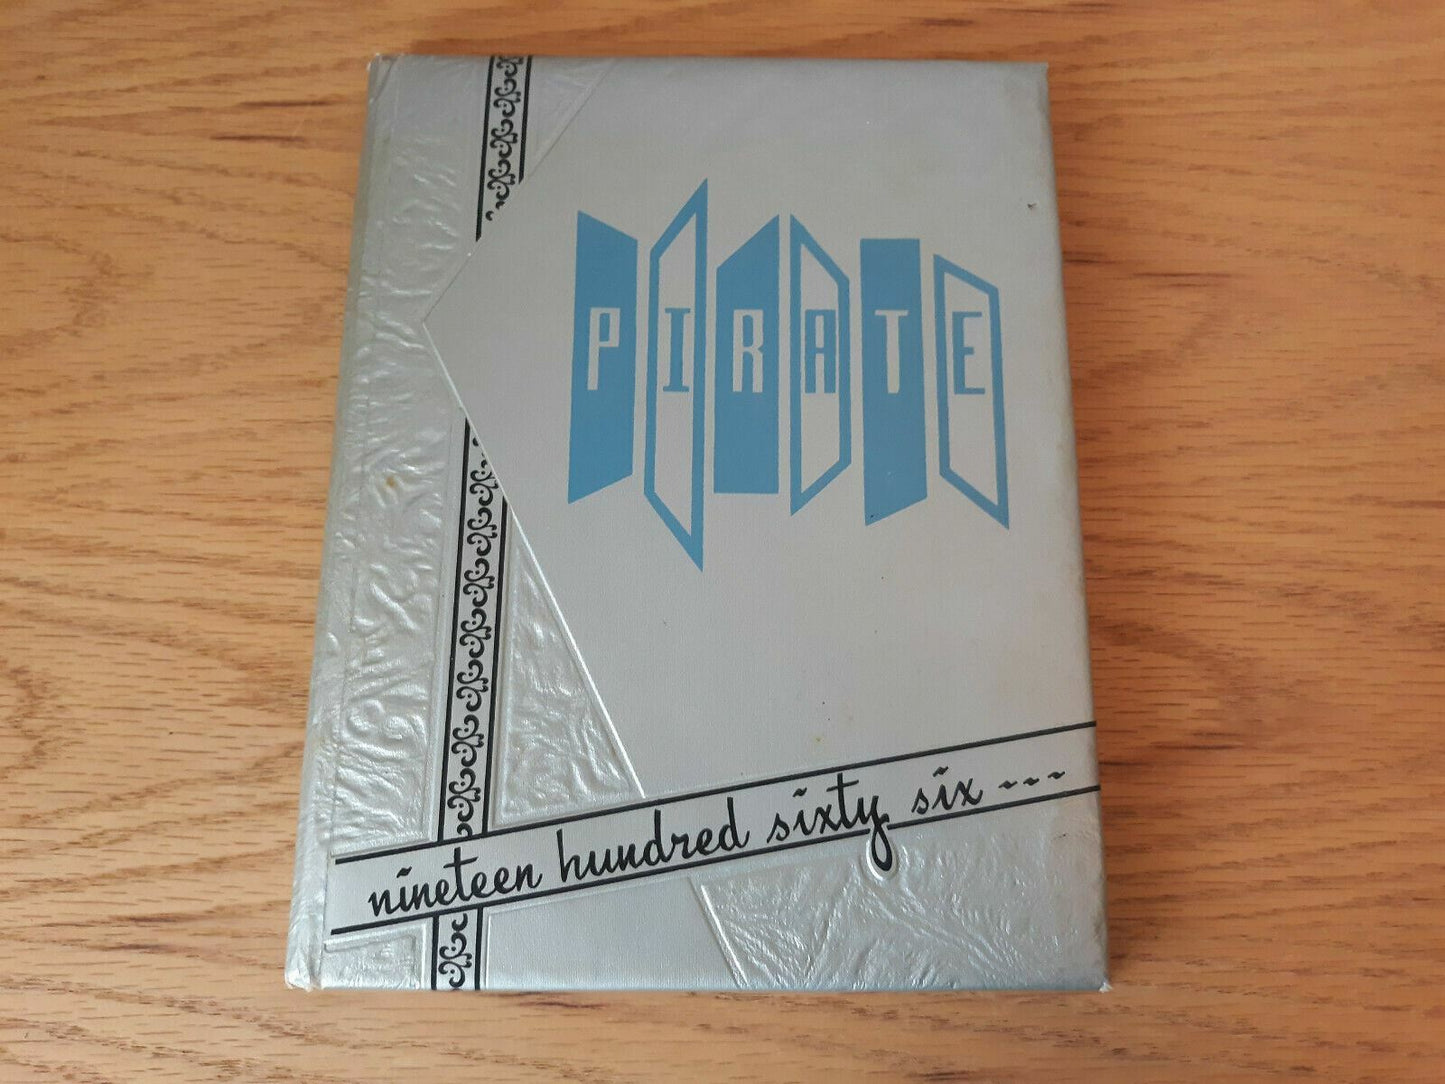 PIRATE
nineteen hundred sixty six ---